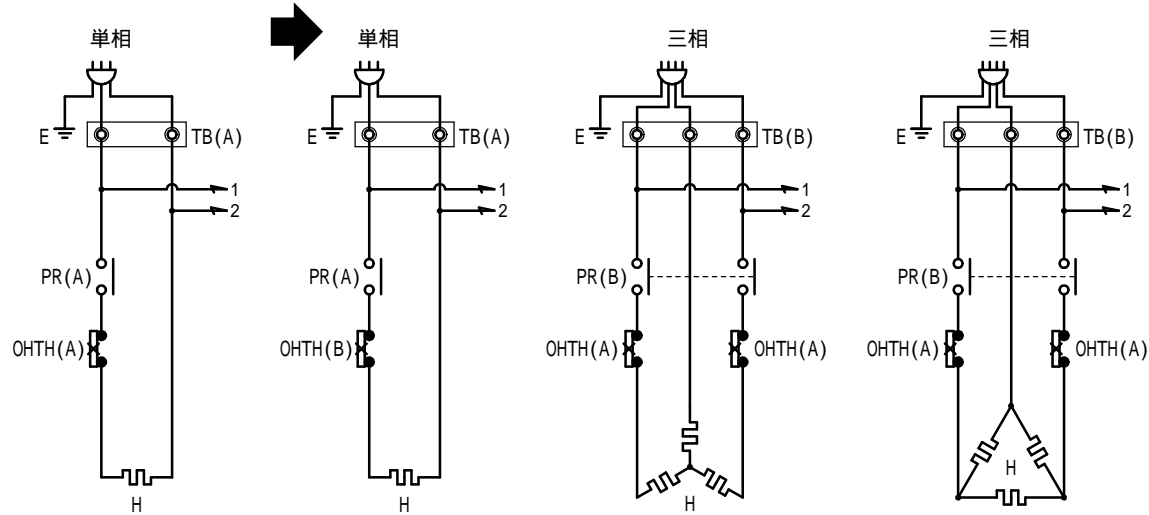 単相
E
TB(A)
1
2
PR(A)
OHTH(A)
H
単相
E
TB(A)
1
2
PR(A)
OHTH(B)
H
三相
E
TB(B)
1
2
PR(B)
OHTH(A)
OHTH(A)
H
三相
E
TB(B)
1
2
PR(B)
OHTH(A)
OHTH(A)
H